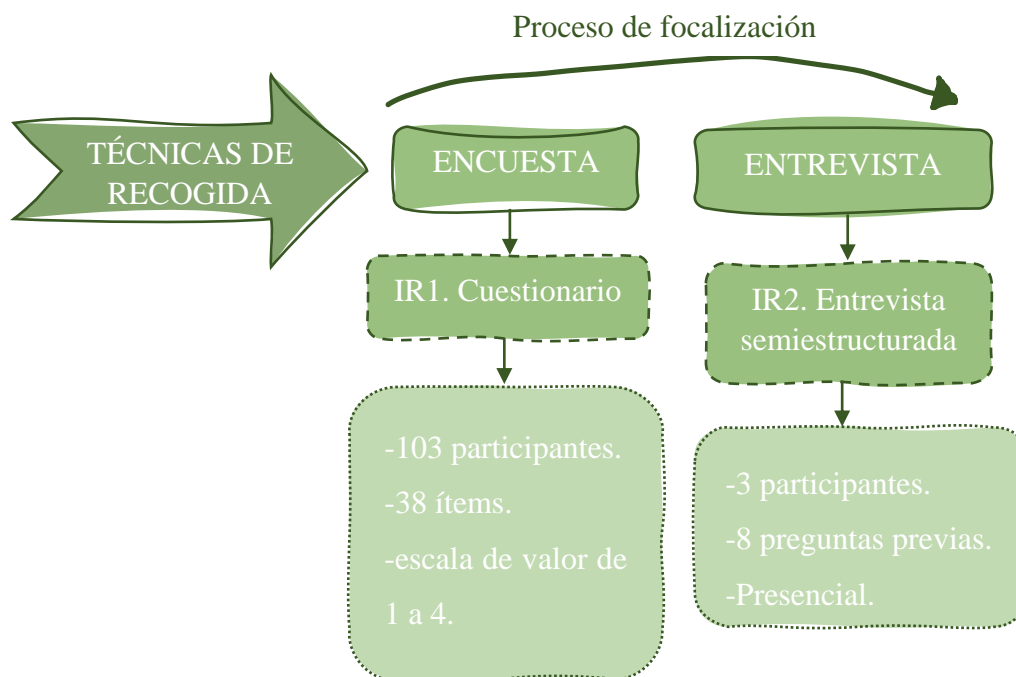 Proceso de focalización
TÉCNICAS DE
RECOGIDA
ENCUESTA
ENTREVISTA
IR1. Cuestionario
IR2. Entrevista
semiestructurada
-103 participantes.
-38 ítems.
-escala de valor de
1 a 4.
-3 participantes.
-8 preguntas previas.
-Presencial.